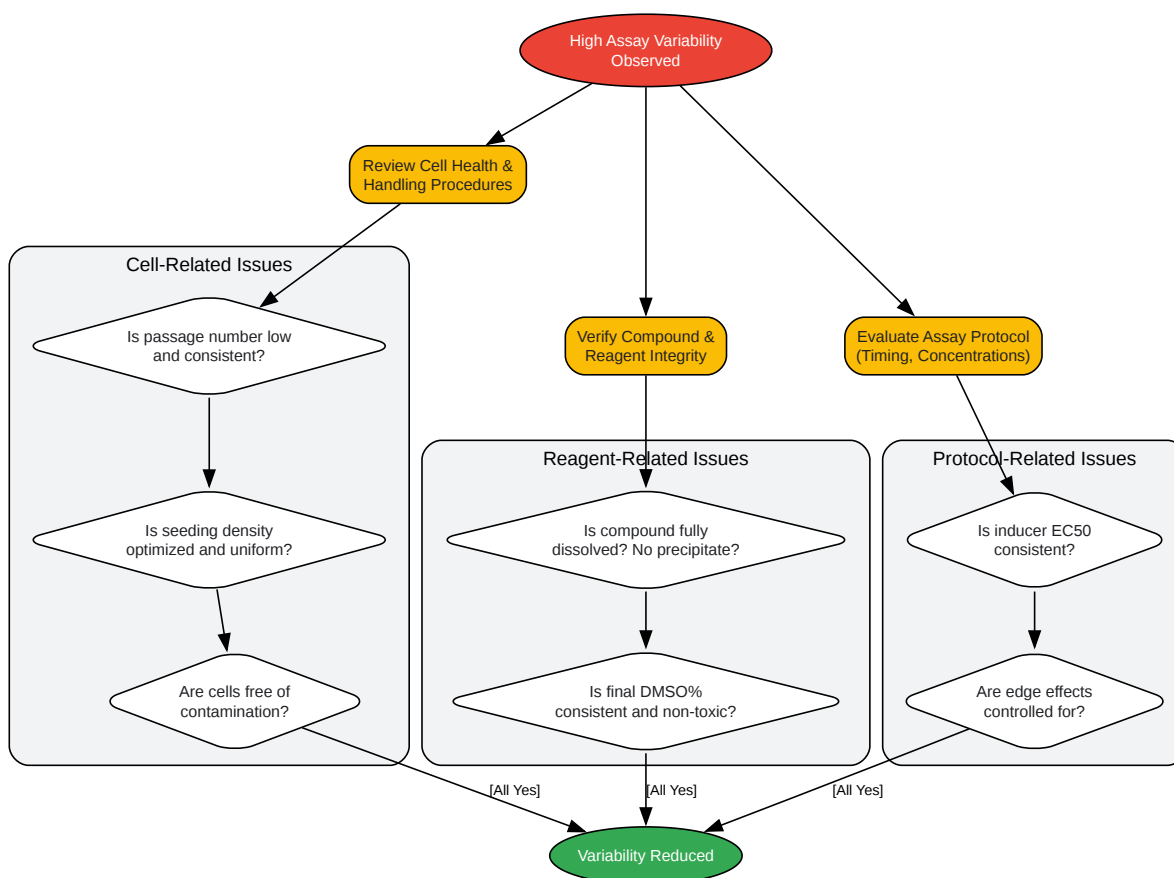 High Assay Variability
Observed
Review Cell Health &
Handling Procedures
Cell-Related Issues
Is passage number low
and consistent?
Is seeding density
optimized and uniform?
Are cells free of
contamination?
Verify Compound &
Reagent Integrity
Reagent-Related Issues
Is compound fully
dissolved? No precipitate?
Is final DMSO%
consistent and non-toxic?
Evaluate Assay Protocol
(Timing, Concentrations)
Protocol-Related Issues
Is inducer EC50
consistent?
Are edge effects
controlled for?
[All Yes]
[All Yes]
[All Yes]
Variability Reduced